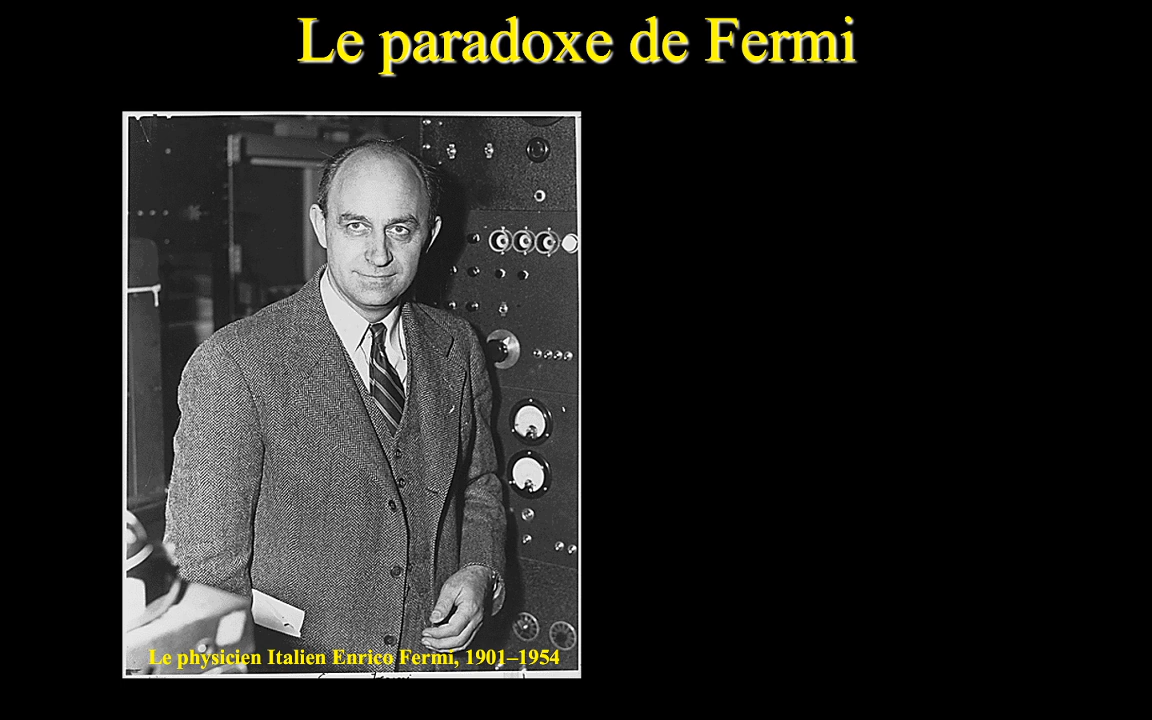 Le paradoxe de Fermi
Le physicien Italien Enrico Fermi, 1901–1954